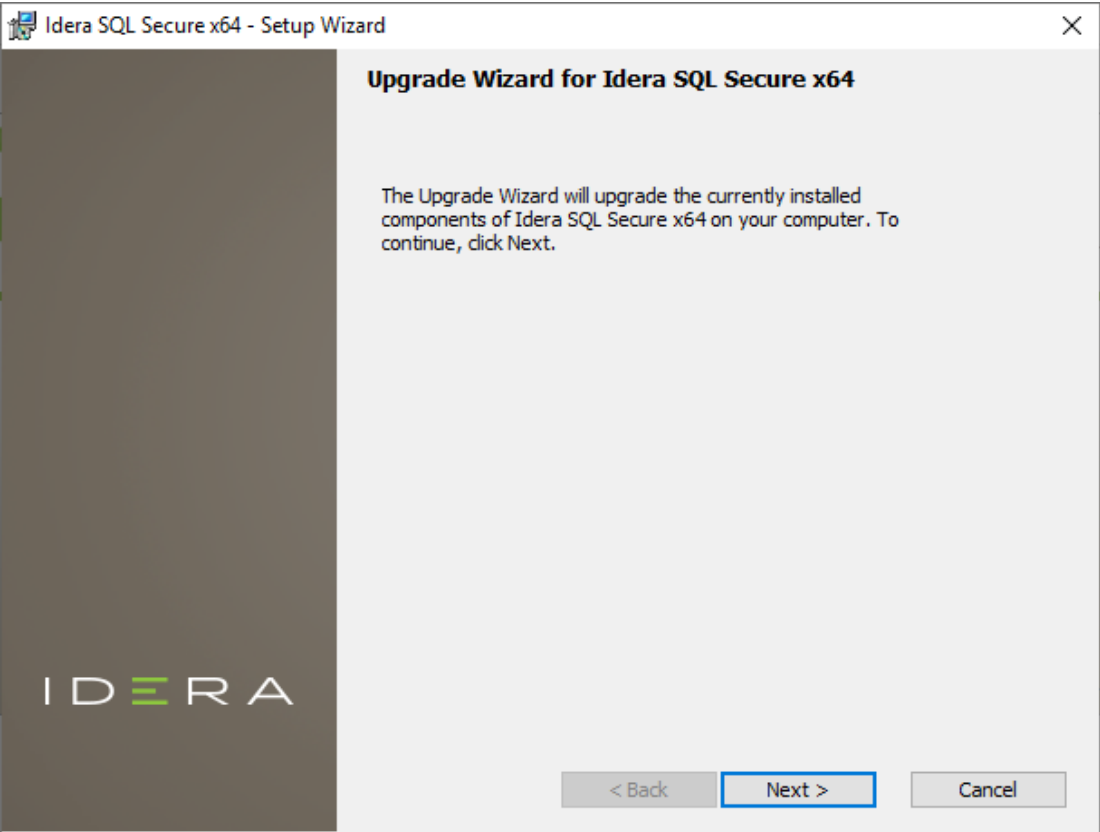 Idera SQL Secure x64 - Setup Wizard
Upgrade Wizard for Idera SQL Secure x64
The Upgrade Wizard will upgrade the currently installed
components of Idera SQL Secure x64 on your computer. To
continue, click Next.
IDERA
< Back
Next >
Cancel